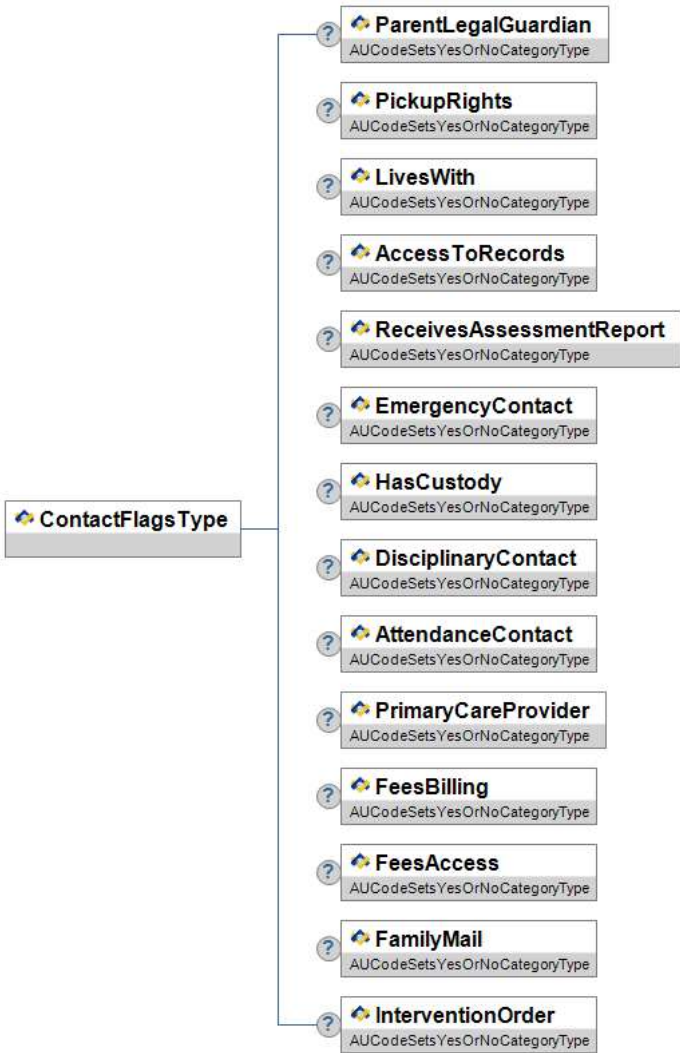 ?
ParentLegalGuardian
AUCodeSetsYesOrNoCategoryType
?
PickupRights
AUCodeSetsYesOrNoCategoryType
?
LivesWith
AUCodeSetsYesOrNoCategoryType
?
AccessToRecords
AUCodeSetsYesOrNoCategoryType
?
ReceivesAssessmentReport
AUCodeSetsYesOrNoCategoryType
?
EmergencyContact
AUCodeSetsYesOrNoCategoryType
?
HasCustody
AUCodeSetsYesOrNoCategoryType
ContactFlagsType
?
DisciplinaryContact
AUCodeSetsYesOrNoCategoryType
?
AttendanceContact
AUCodeSetsYesOrNoCategoryType
?
PrimaryCareProvider
AUCodeSetsYesOrNoCategoryType
?
FeesBilling
AUCodeSetsYesOrNoCategoryType
?
FeesAccess
AUCodeSetsYesOrNoCategoryType
?
FamilyMail
AUCodeSetsYesOrNoCategoryType
?
InterventionOrder
AUCodeSetsYesOrNoCategoryType